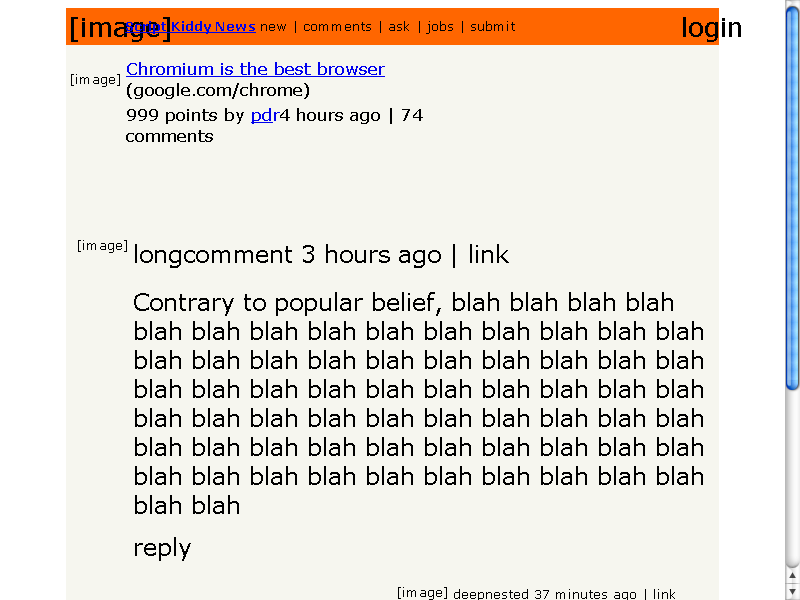 [image] Script Kiddy News new | comments | ask | jobs | submit login
[image] Chromium is the best browser
(google.com/chrome)
999 points by pdr4 hours ago | 74
comments
[image] longcomment 3 hours ago | link
Contrary to popular belief, blah blah blah blah
blah blah blah blah blah blah blah blah blah blah
blah blah blah blah blah blah blah blah blah blah
blah blah blah blah blah blah blah blah blah blah
blah blah blah blah blah blah blah blah blah blah
blah blah blah blah blah blah blah blah blah blah
blah blah blah blah blah blah blah blah blah blah
blah blah
reply
[image] deepnested 37 minutes ago | link